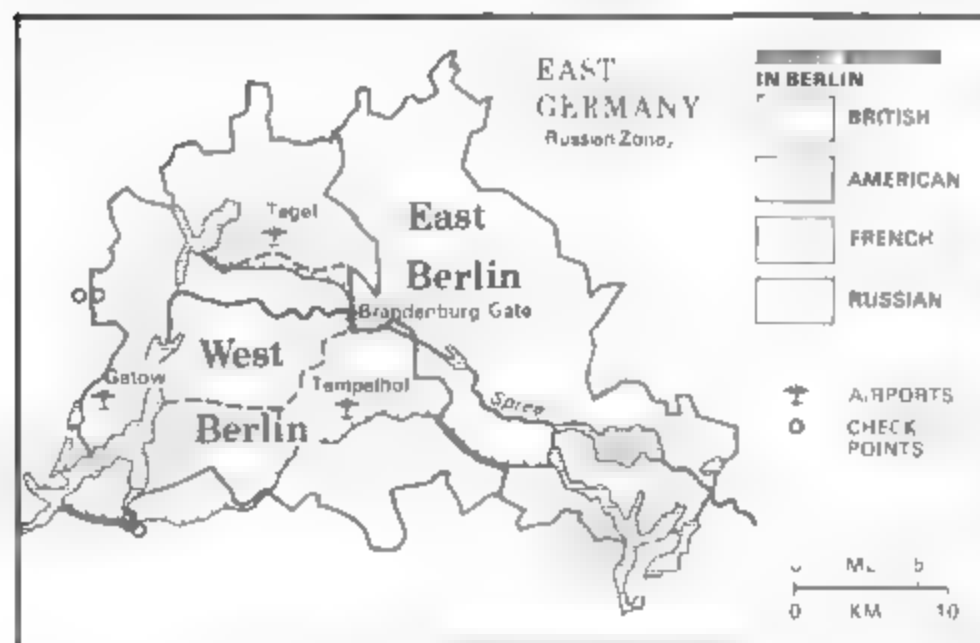 EAST
GERMANY
Russian Zone,
IN BERLIN
BRITISH
AMERICAN
FRENCH
RUSSIAN
Tegel
East
Berlin
Brandenburg Gate
West
Berlin
Gatow
Tempelhof
Spree
AIRPORTS
CHECK
POINTS
5
0 KM 10